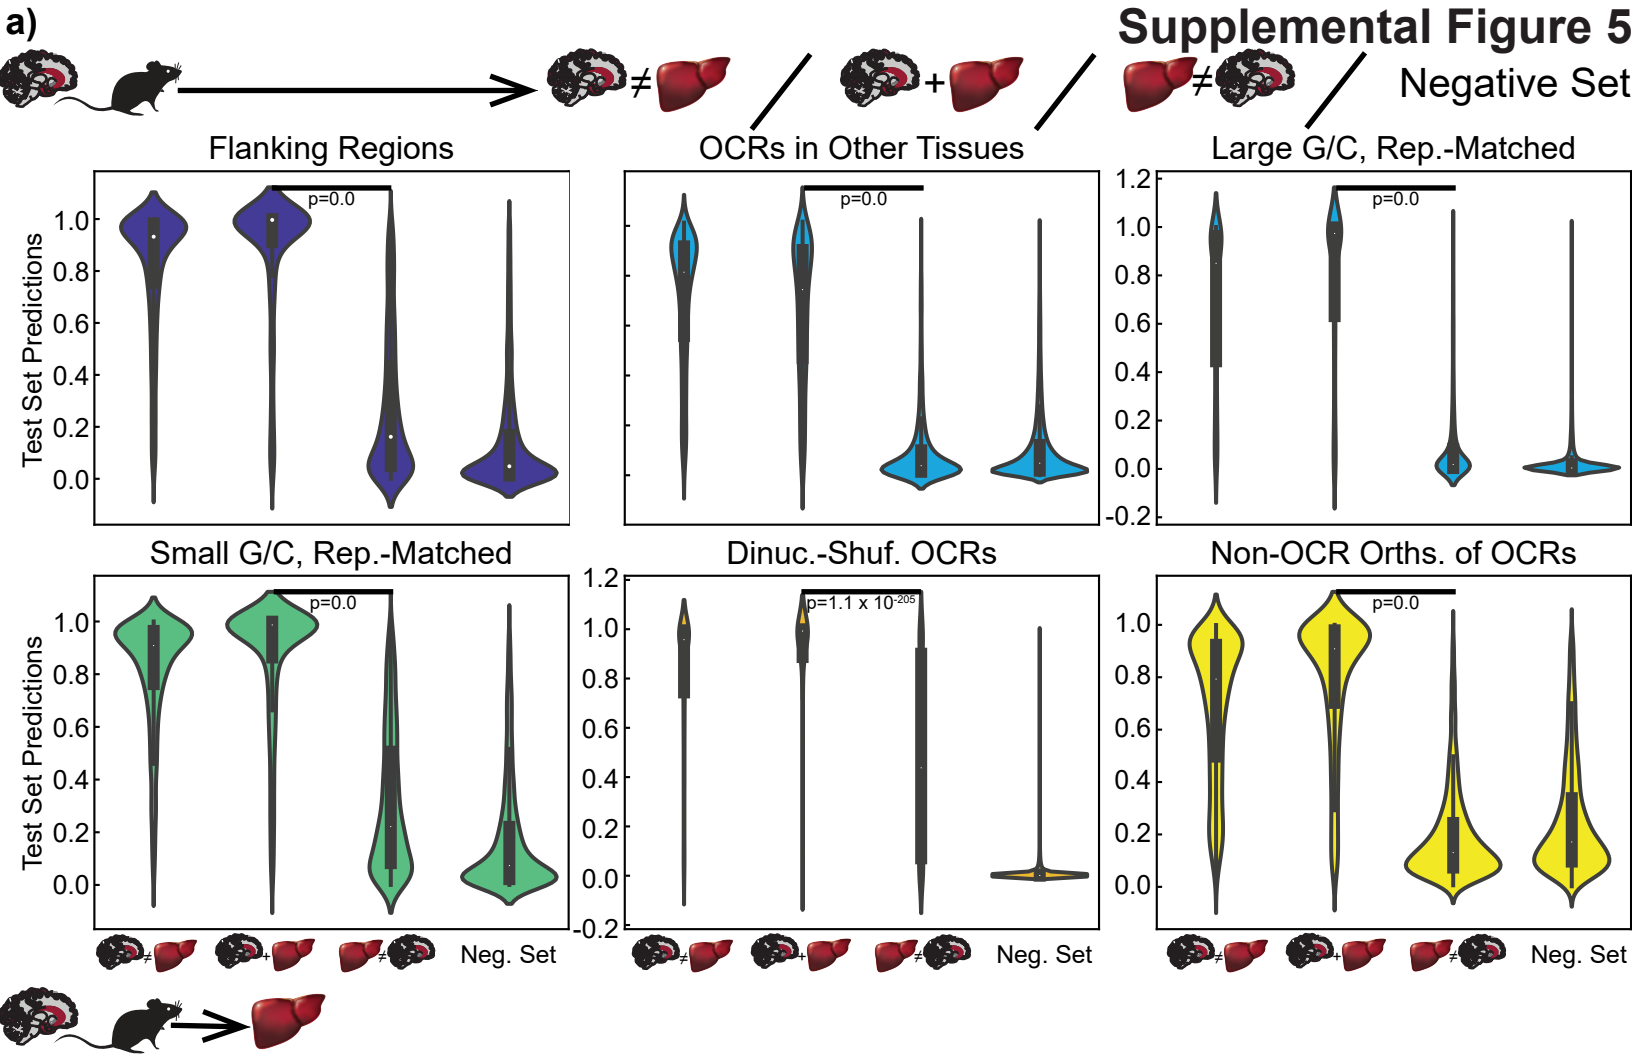 a)
Supplemental Figure 5
≠ + ≠ Negative Set
Flanking Regions
OCRs in Other Tissues
Large G/C, Rep.-Matched
Test Set Predictions
1.0
0.8
0.6
0.4
0.2
0.0
p=0.0
p=0.0
1.2
1.0
0.8
0.6
0.4
0.2
0.0
-0.2
p=0.0
Small G/C, Rep.-Matched
Dinuc.-Shuf. OCRs
Non-OCR Orths. of OCRs
Test Set Predictions
1.0
0.8
0.6
0.4
0.2
0.0
p=0.0
1.2
1.0
0.8
0.6
0.4
0.2
0.0
-0.2
p=1.1 x 10-205
1.0
0.8
0.6
0.4
0.2
0.0
p=0.0
≠ + ≠ Neg. Set
≠ + ≠ Neg. Set
≠ + ≠ Neg. Set